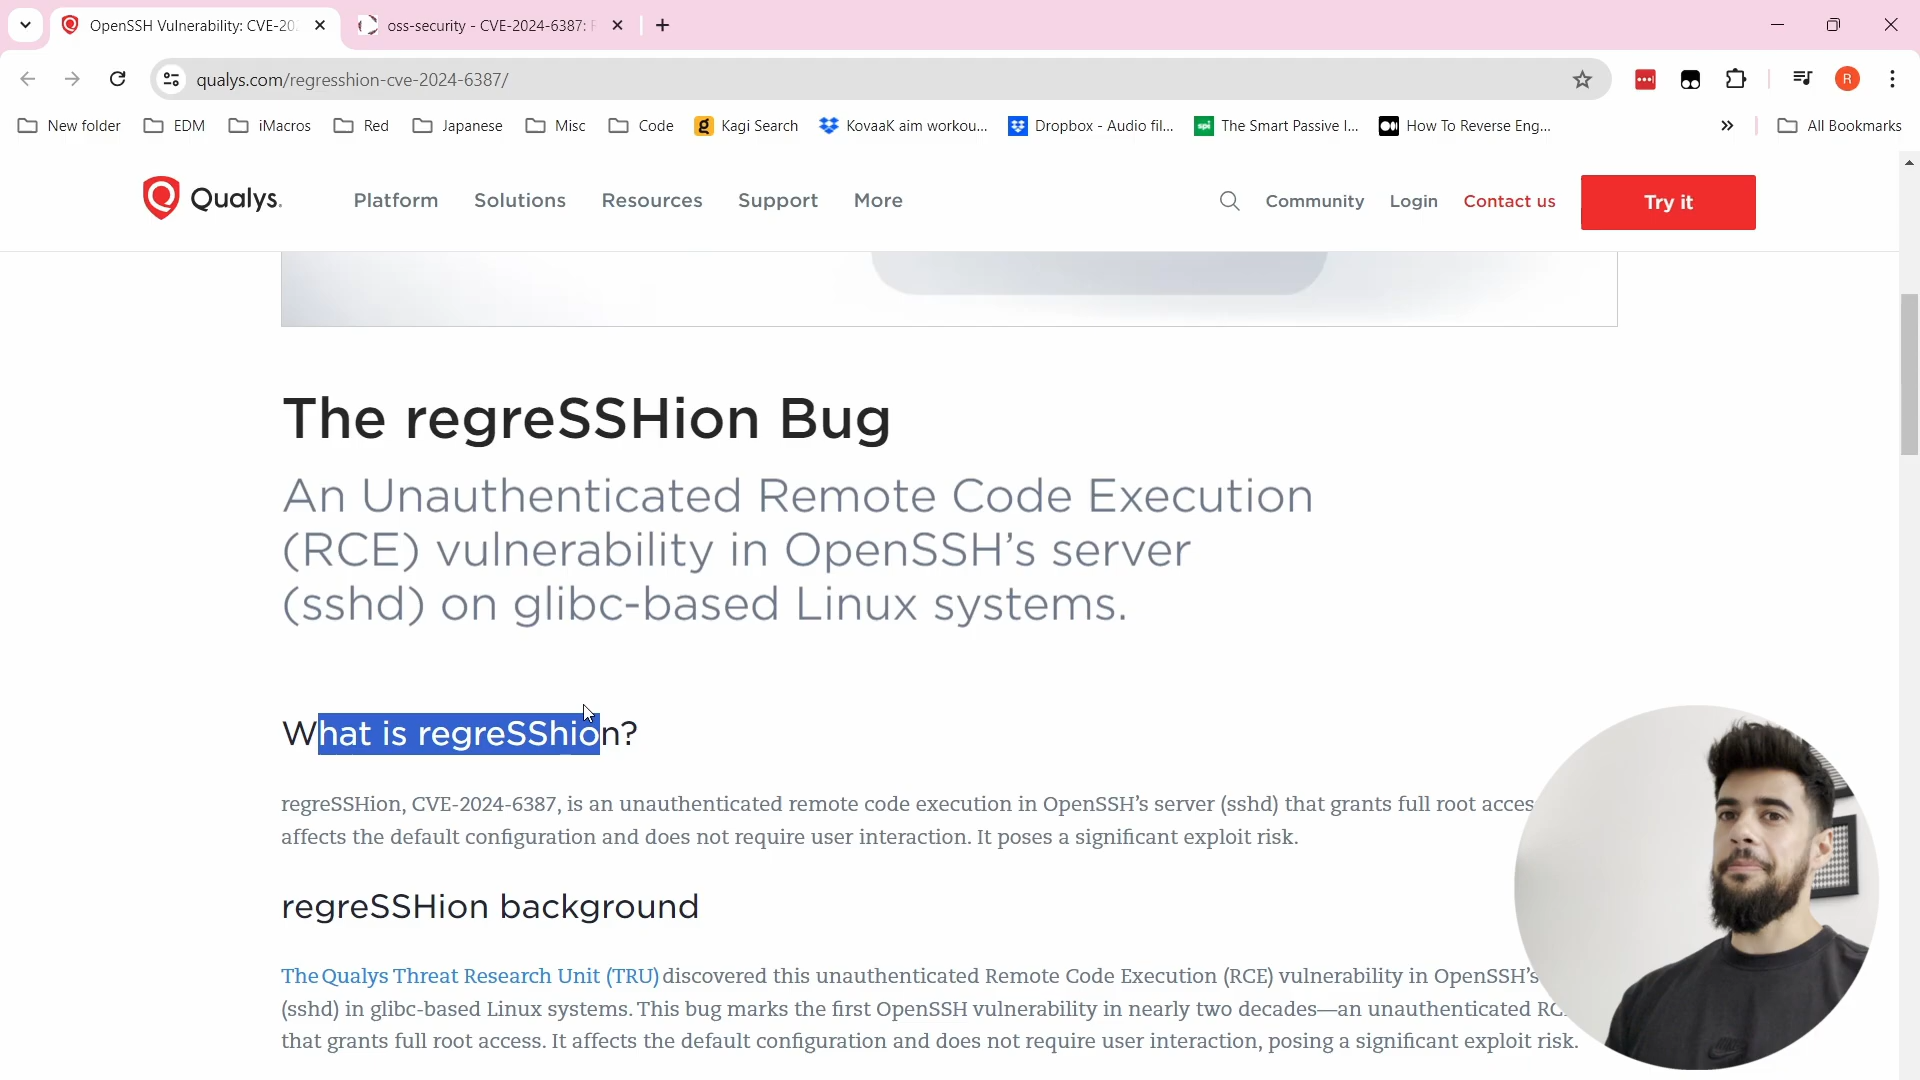 OpenSSH Vulnerability: CVE-20
oss-security - CVE-2024-6387:
qualys.com/regresshion-cve-2024-6387/
R
New folder
EDM
iMacros
Red
Japanese
Misc
Code
Kagi Search
KovaaK aim workou...
Dropbox - Audio fil...
spi
The Smart Passive I...
How To Reverse Eng...
All Bookmarks
Qualys.
Platform
Solutions
Resources
Support
More
Community
Login
Contact us
Try it
The regreSSHion Bug
An Unauthenticated Remote Code Execution
(RCE) vulnerability in OpenSSH’s server
(sshd) on glibc-based Linux systems.
What is regreSShion?
regreSSHion, CVE-2024-6387, is an unauthenticated remote code execution in OpenSSH’s server (sshd) that grants full root acces
affects the default configuration and does not require user interaction. It poses a significant exploit risk.
regreSSHion background
The Qualys Threat Research Unit (TRU) discovered this unauthenticated Remote Code Execution (RCE) vulnerability in OpenSSH’s
(sshd) in glibc-based Linux systems. This bug marks the first OpenSSH vulnerability in nearly two decades—an unauthenticated RC
that grants full root access. It affects the default configuration and does not require user interaction, posing a significant exploit risk.